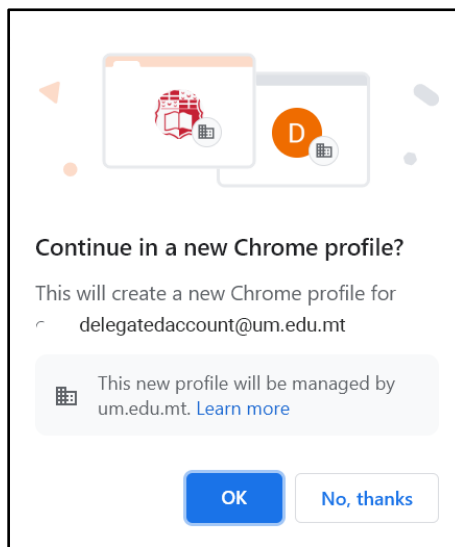 D
Continue in a new Chrome profile?
This will create a new Chrome profile for
delegatedaccount@um.edu.mt
This new profile will be managed by
um.edu.mt. Learn more
OK
No, thanks